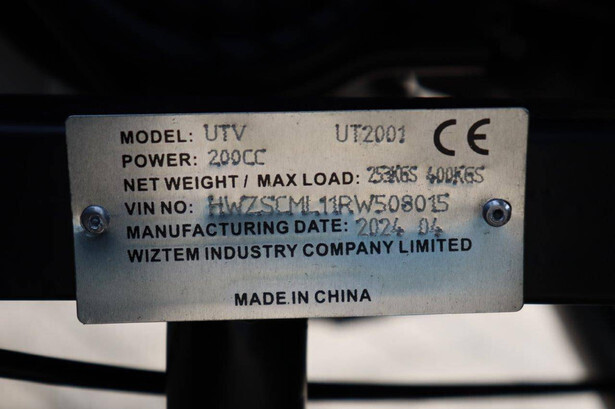 MODEL: UTV UT2001 CE
POWER: 200CC
NET WEIGHT / MAX LOAD: 253KGS 400KGS
VIN NO: HWZSCML11RW508015
MANUFACTURING DATE: 2024 04
WIZTEM INDUSTRY COMPANY LIMITED
MADE.IN CHINA